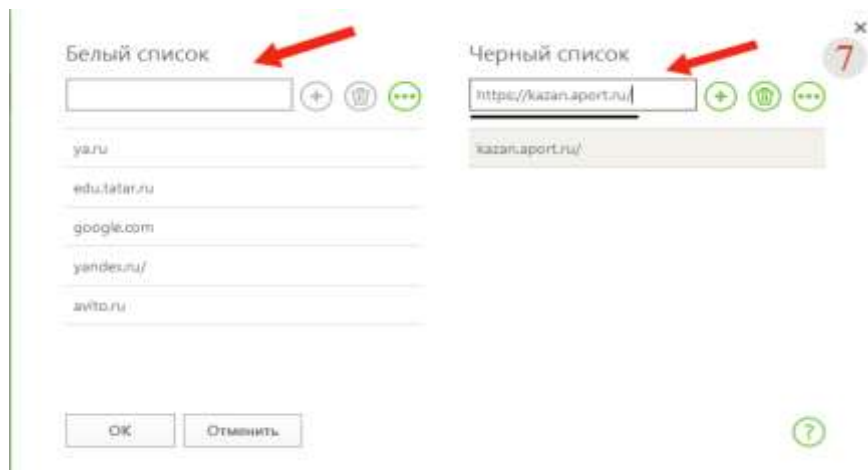 Белый список
ya.ru
edu.tatar.ru
google.com
yandex.ru/
avito.ru
OK
Отменить
Черный список
7
https://kazan.aport.ru/
kazan.aport.ru/
?